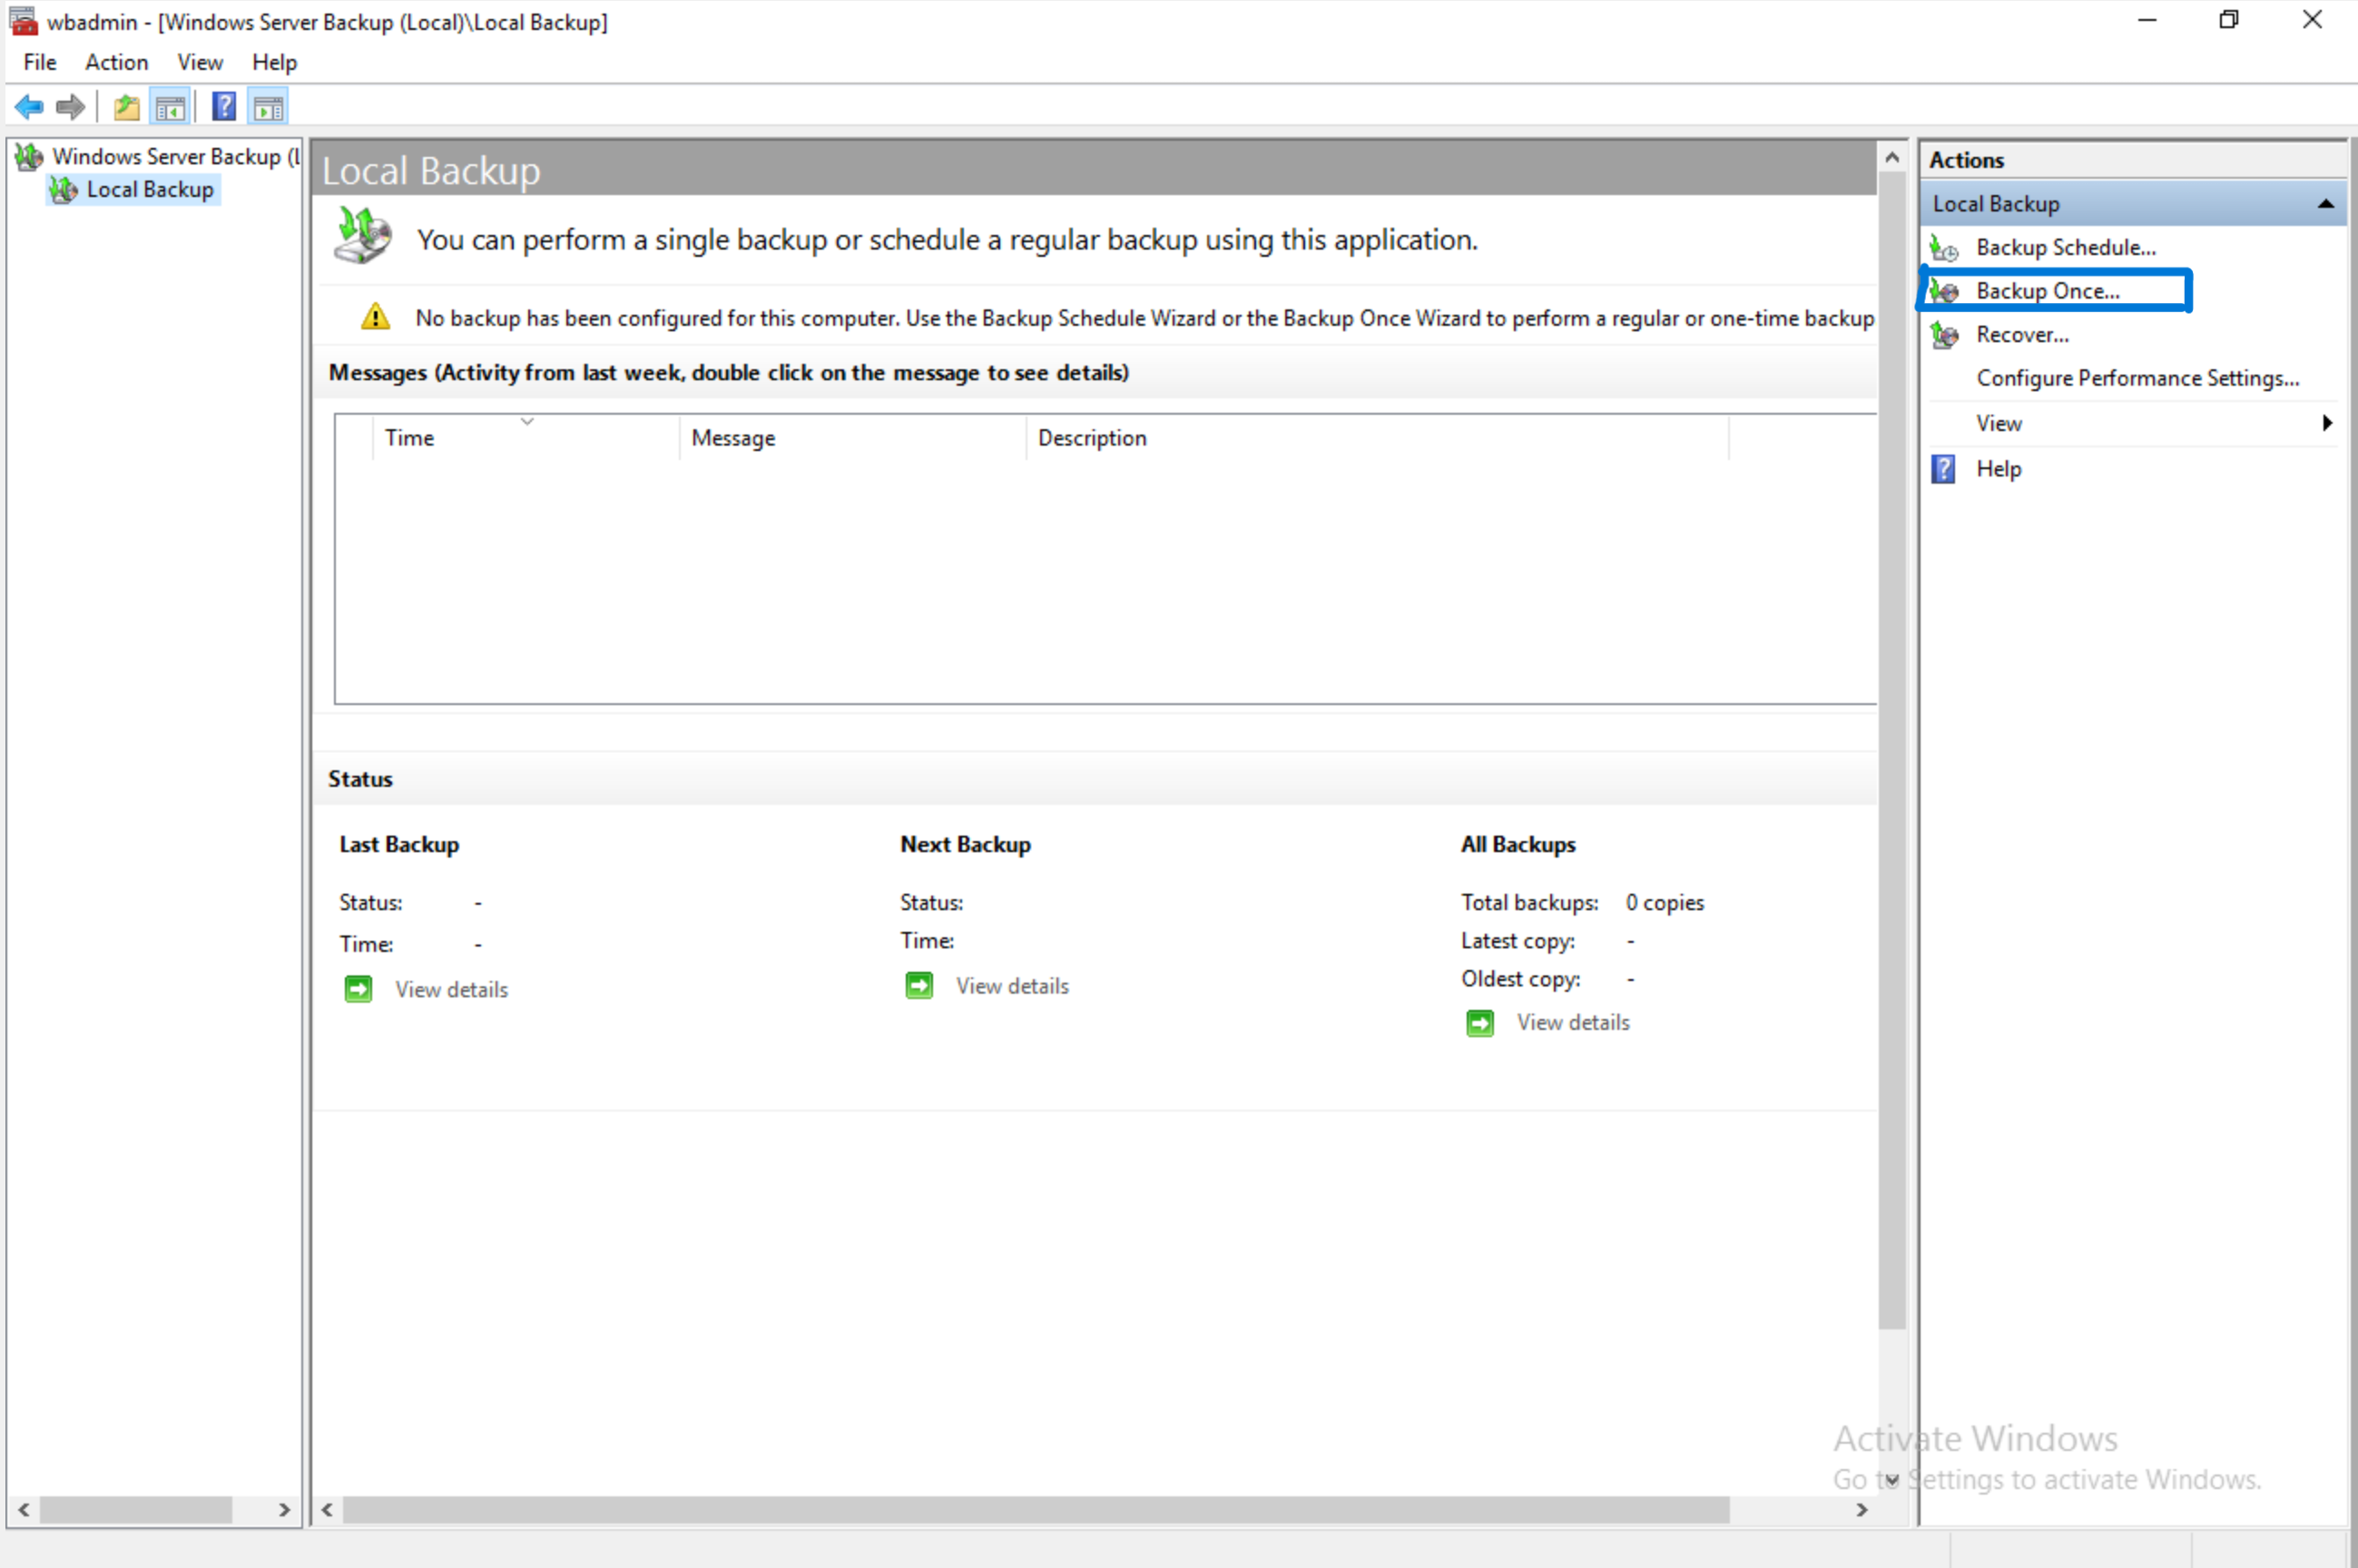 wbadmin - [Windows Server Backup (Local)\Local Backup]
File Action View Help
Windows Server Backup (L
Local Backup
Local Backup
You can perform a single backup or schedule a regular backup using this application.
No backup has been configured for this computer. Use the Backup Schedule Wizard or the Backup Once Wizard to perform a regular or one-time backup
Messages (Activity from last week, double click on the message to see details)
Time Message Description
Status
Last Backup
Status: -
Time: -
View details
Next Backup
Status:
Time:
View details
All Backups
Total backups: 0 copies
Latest copy: -
Oldest copy: -
View details
Actions
Local Backup
Backup Schedule...
Backup Once...
Recover...
Configure Performance Settings...
View
Help
Activate Windows
Go to Settings to activate Windows.